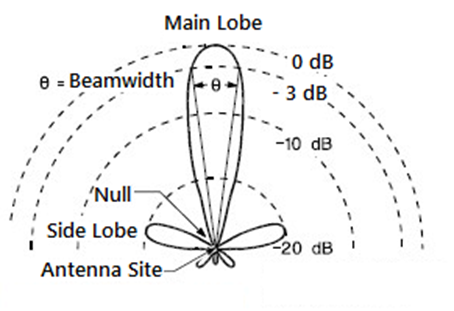 Main Lobe
0 dB
θ = Beamwidth
θ
- 3 dB
-10 dB
Null
Side Lobe
-20 dB
Antenna Site